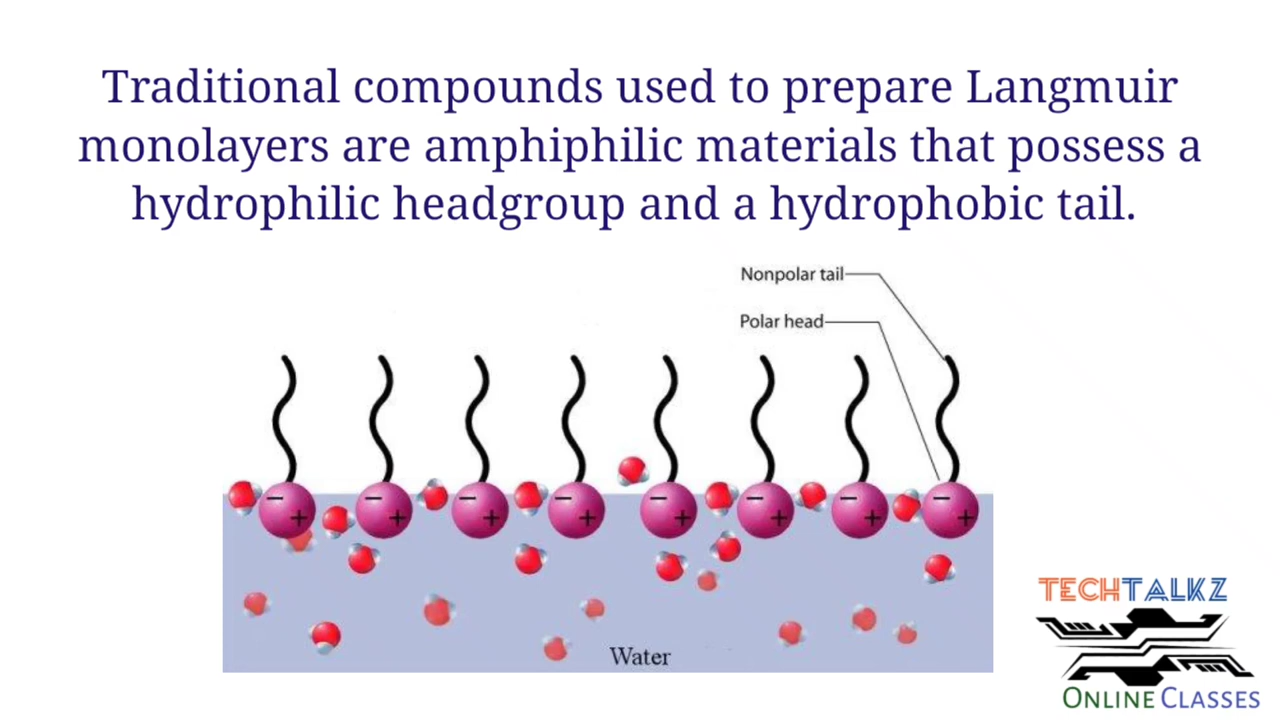 Traditional compounds used to prepare Langmuir
monolayers are amphiphilic materials that possess a
hydrophilic headgroup and a hydrophobic tail.
Nonpolar tail
Polar head
− − − − − − − −
+ + + + + + + +
Water
TECHTALKZ
ONLINE CLASSES